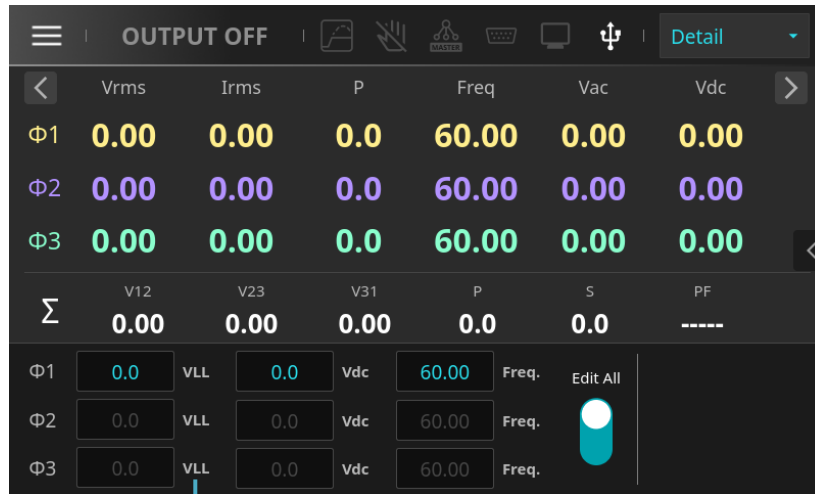 OUTPUT OFF MASTER Detail
Vrms Irms P Freq Vac Vdc
Φ1 0.00 0.00 0.0 60.00 0.00 0.00
Φ2 0.00 0.00 0.0 60.00 0.00 0.00
Φ3 0.00 0.00 0.0 60.00 0.00 0.00
V12 V23 V31 P S PF
Σ 0.00 0.00 0.00 0.0 0.0 -----
Φ1 0.0 VLL 0.0 Vdc 60.00 Freq. Edit All
Φ2 0.0 VLL 0.0 Vdc 60.00 Freq.
Φ3 0.0 VLL 0.0 Vdc 60.00 Freq.